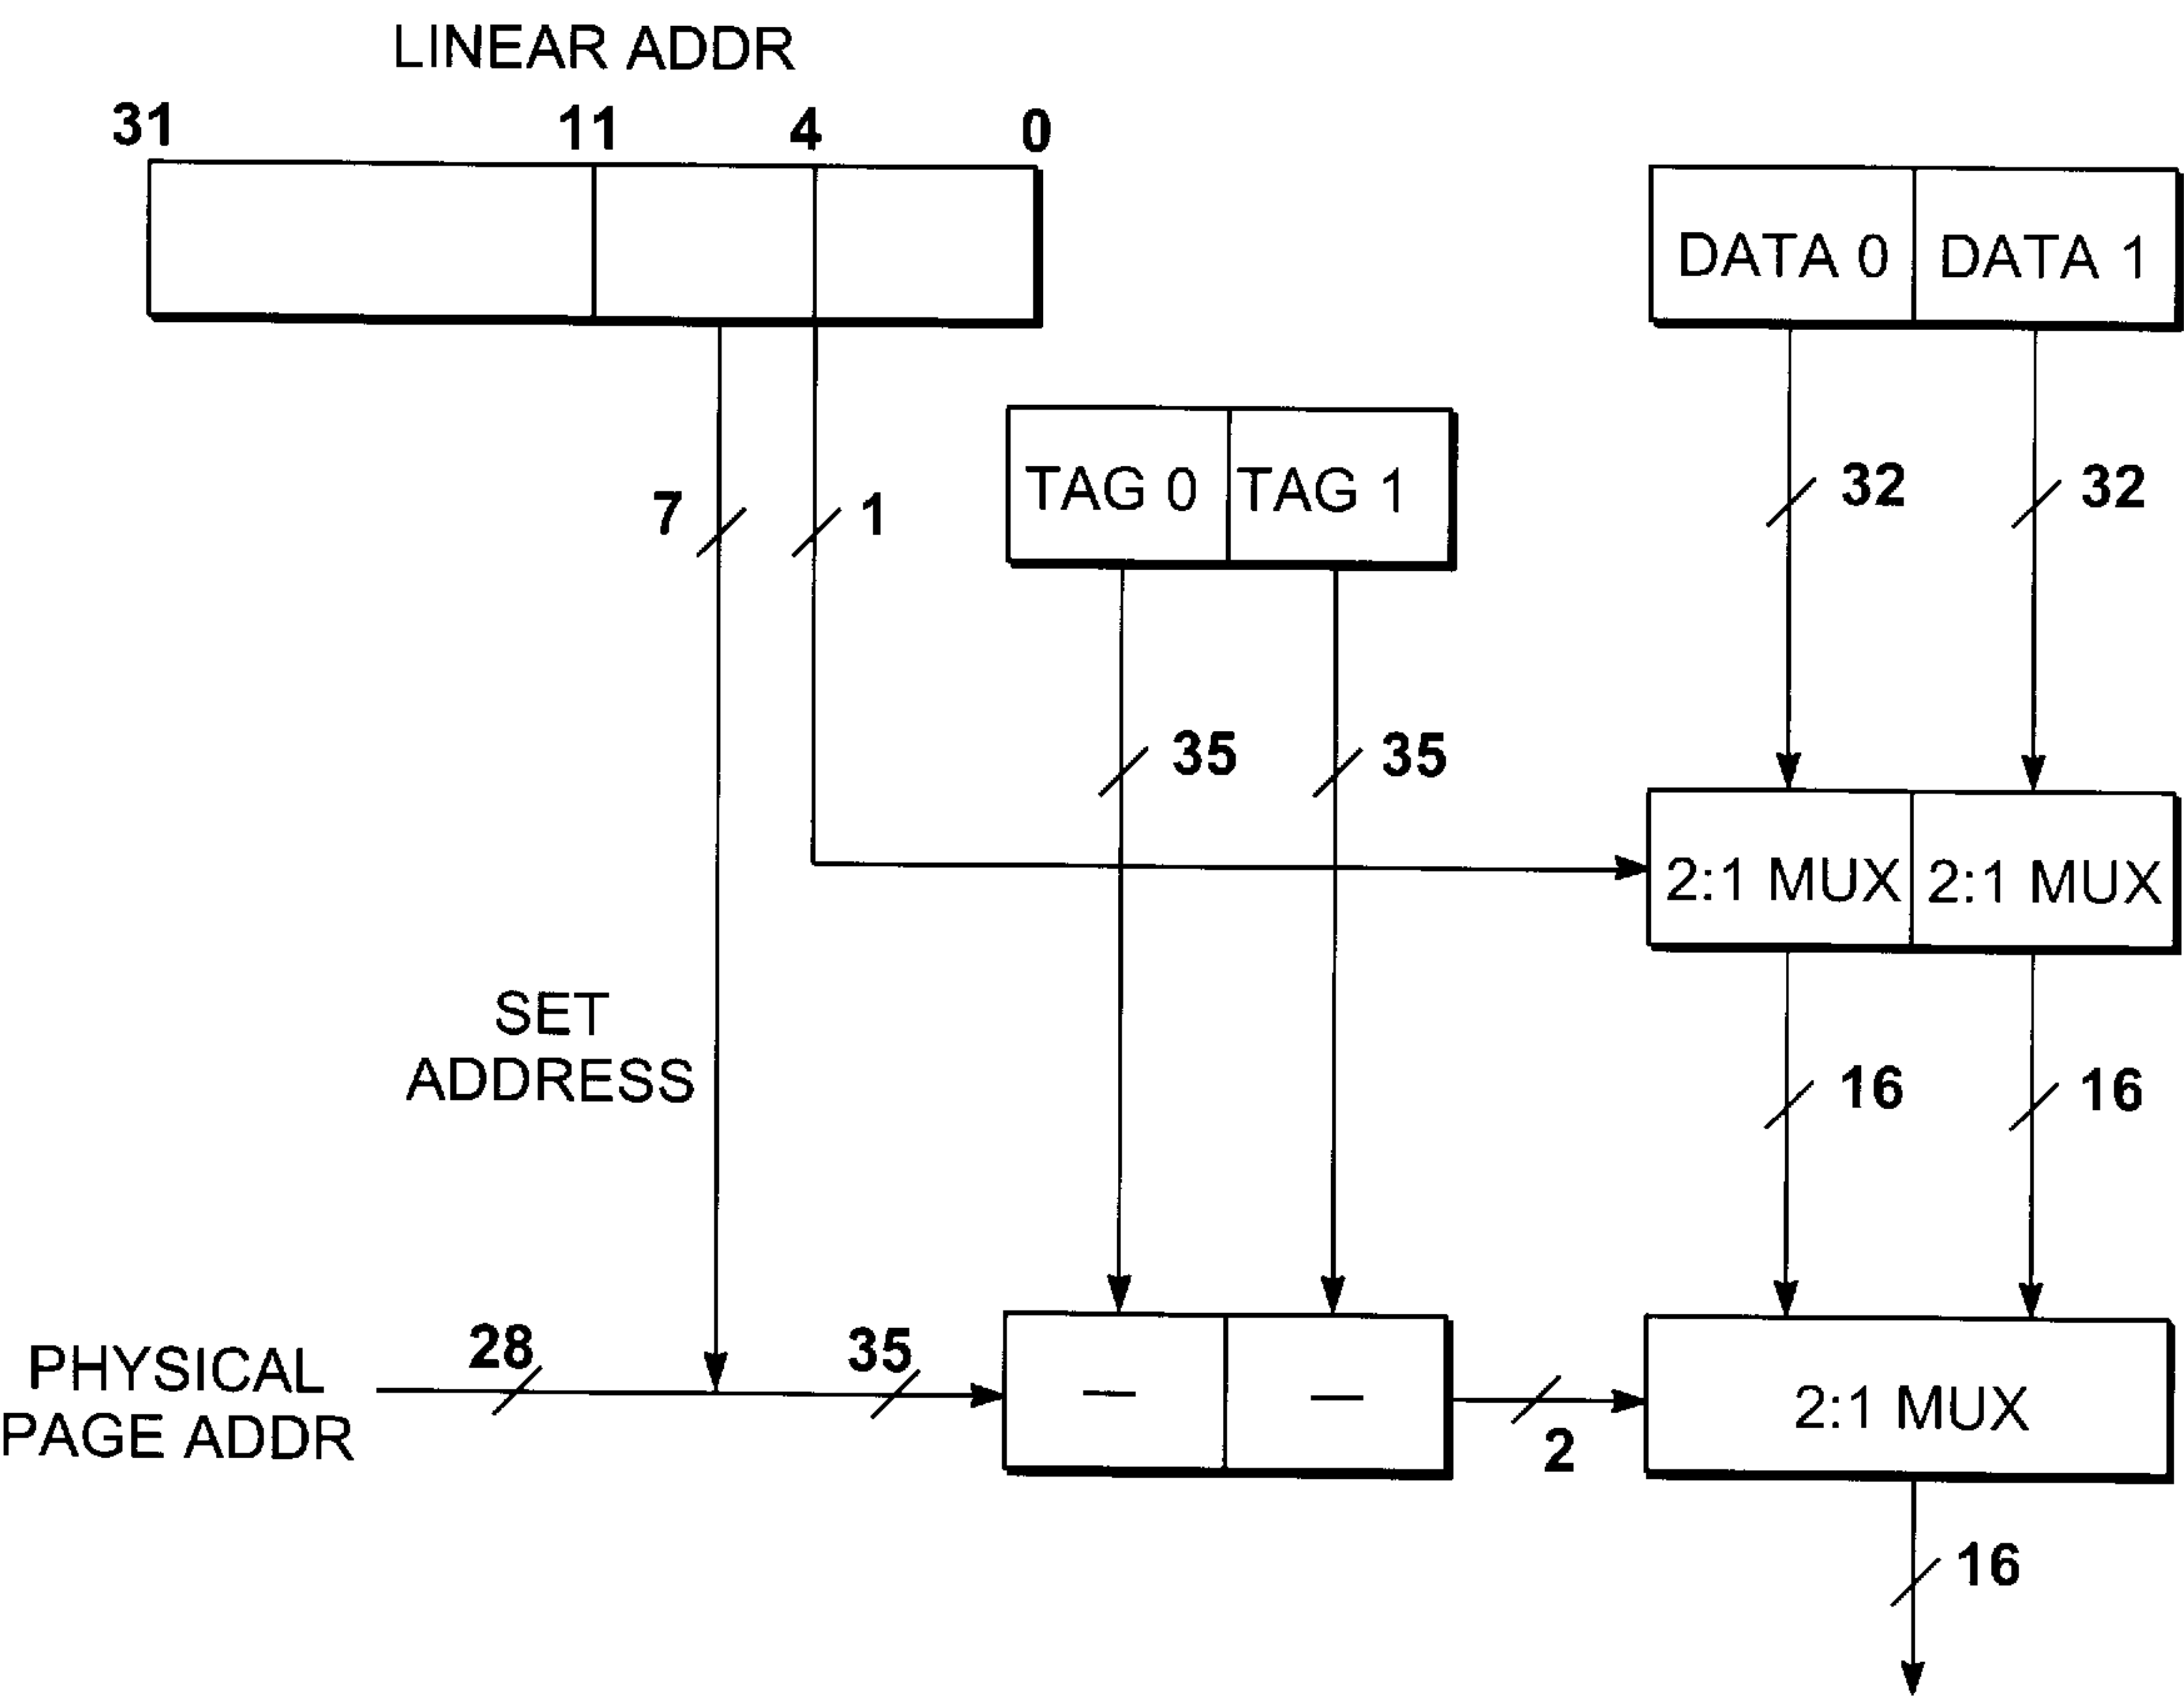 LINEAR ADDR
31 11 4 0
DATA 0 DATA 1
TAG 0 TAG 1
7 1
32 32
35 35
2:1 MUX 2:1 MUX
SET
ADDRESS
16 16
PHYSICAL
PAGE ADDR
28 35
2
2:1 MUX
16